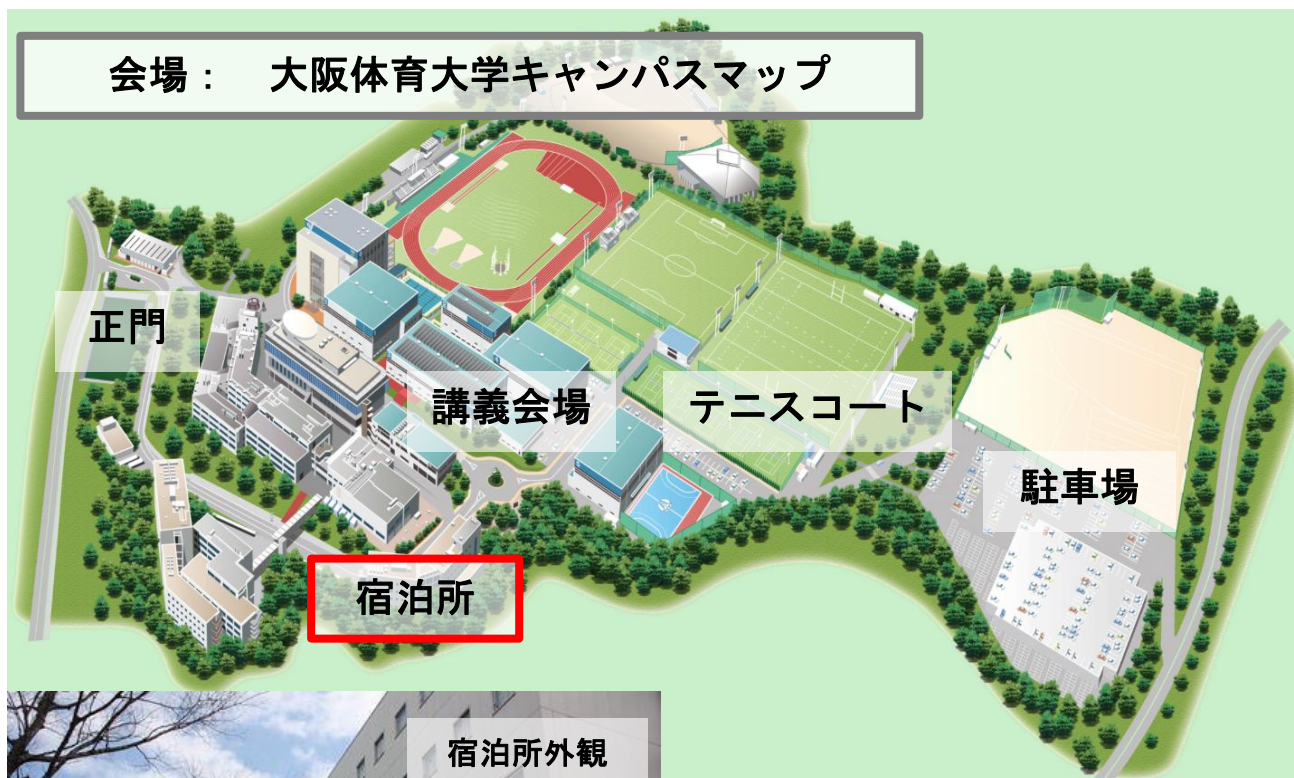 会場：　大阪体育大学キャンパスマップ
正門
講義会場
テニスコート
駐車場
宿泊所
宿泊所外観